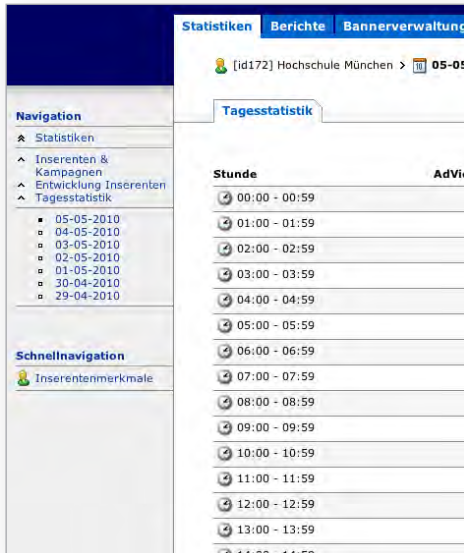 Statistiken Berichte Bannerverwaltung
[id172] Hochschule München > 05-05
Navigation
Statistiken
Inserenten &
Kampagnen
Entwicklung Inserenten
Tagesstatistik
05-05-2010
04-05-2010
03-05-2010
02-05-2010
01-05-2010
30-04-2010
29-04-2010
Schnellnavigation
Inserentenmerkmale
Tagesstatistik
Stunde AdVie
00:00 - 00:59
01:00 - 01:59
02:00 - 02:59
03:00 - 03:59
04:00 - 04:59
05:00 - 05:59
06:00 - 06:59
07:00 - 07:59
08:00 - 08:59
09:00 - 09:59
10:00 - 10:59
11:00 - 11:59
12:00 - 12:59
13:00 - 13:59